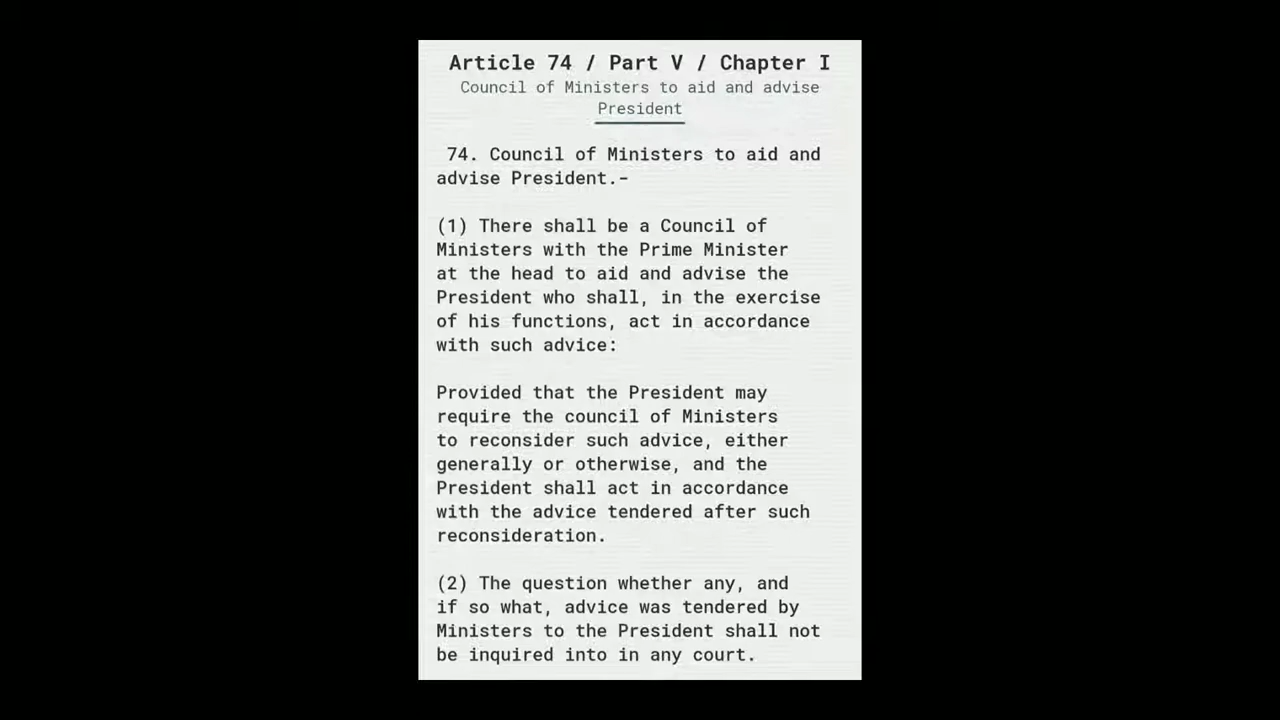 Article 74 / Part V / Chapter I
Council of Ministers to aid and advise
President
74. Council of Ministers to aid and
advise President.-
(1) There shall be a Council of
Ministers with the Prime Minister
at the head to aid and advise the
President who shall, in the exercise
of his functions, act in accordance
with such advice:
Provided that the President may
require the council of Ministers
to reconsider such advice, either
generally or otherwise, and the
President shall act in accordance
with the advice tendered after such
reconsideration.
(2) The question whether any, and
if so what, advice was tendered by
Ministers to the President shall not
be inquired into in any court.